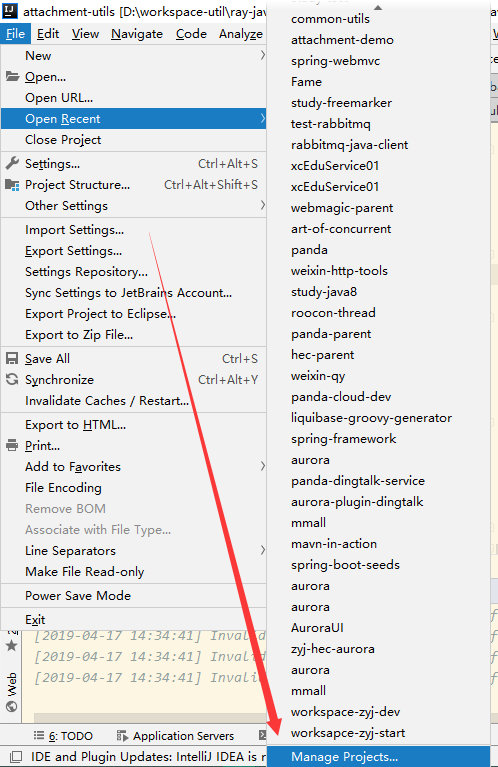 attachment-utils [D:\workspace-util\ray-jav
File Edit View Navigate Code Analyze
New
Open...
Open URL...
Open Recent
Close Project
Settings... Ctrl+Alt+S
Project Structure... Ctrl+Alt+Shift+S
Other Settings
Import Settings...
Export Settings...
Settings Repository...
Sync Settings to JetBrains Account...
Export Project to Eclipse...
Export to Zip File...
Save All Ctrl+S
Synchronize Ctrl+Alt+Y
Invalidate Caches / Restart...
Export to HTML...
Print...
Add to Favorites
File Encoding
Remove BOM
Associate with File Type...
Line Separators
Make File Read-only
Power Save Mode
Exit
common-utils
attachment-demo
spring-webmvc
Fame
study-freemarker
test-rabbitmq
rabbitmq-java-client
xcEduService01
xcEduService01
webmagic-parent
art-of-concurrent
panda
weixin-http-tools
study-java8
roocon-thread
panda-parent
hec-parent
weixin-qy
panda-cloud-dev
liquibase-groovy-generator
spring-framework
aurora
panda-dingtalk-service
aurora-plugin-dingtalk
mmall
mavn-in-action
spring-boot-seeds
aurora
aurora
AuroraUI
zyj-hec-aurora
aurora
mmall
workspace-zyj-dev
worksapce-zyj-start
Manage Projects...
[2019-04-17 14:34:41] Invalid
[2019-04-17 14:34:41] Invalid
[2019-04-17 14:34:41] Invali
Web
6: TODO Application Servers
IDE and Plugin Updates: IntelliJ IDEA is r